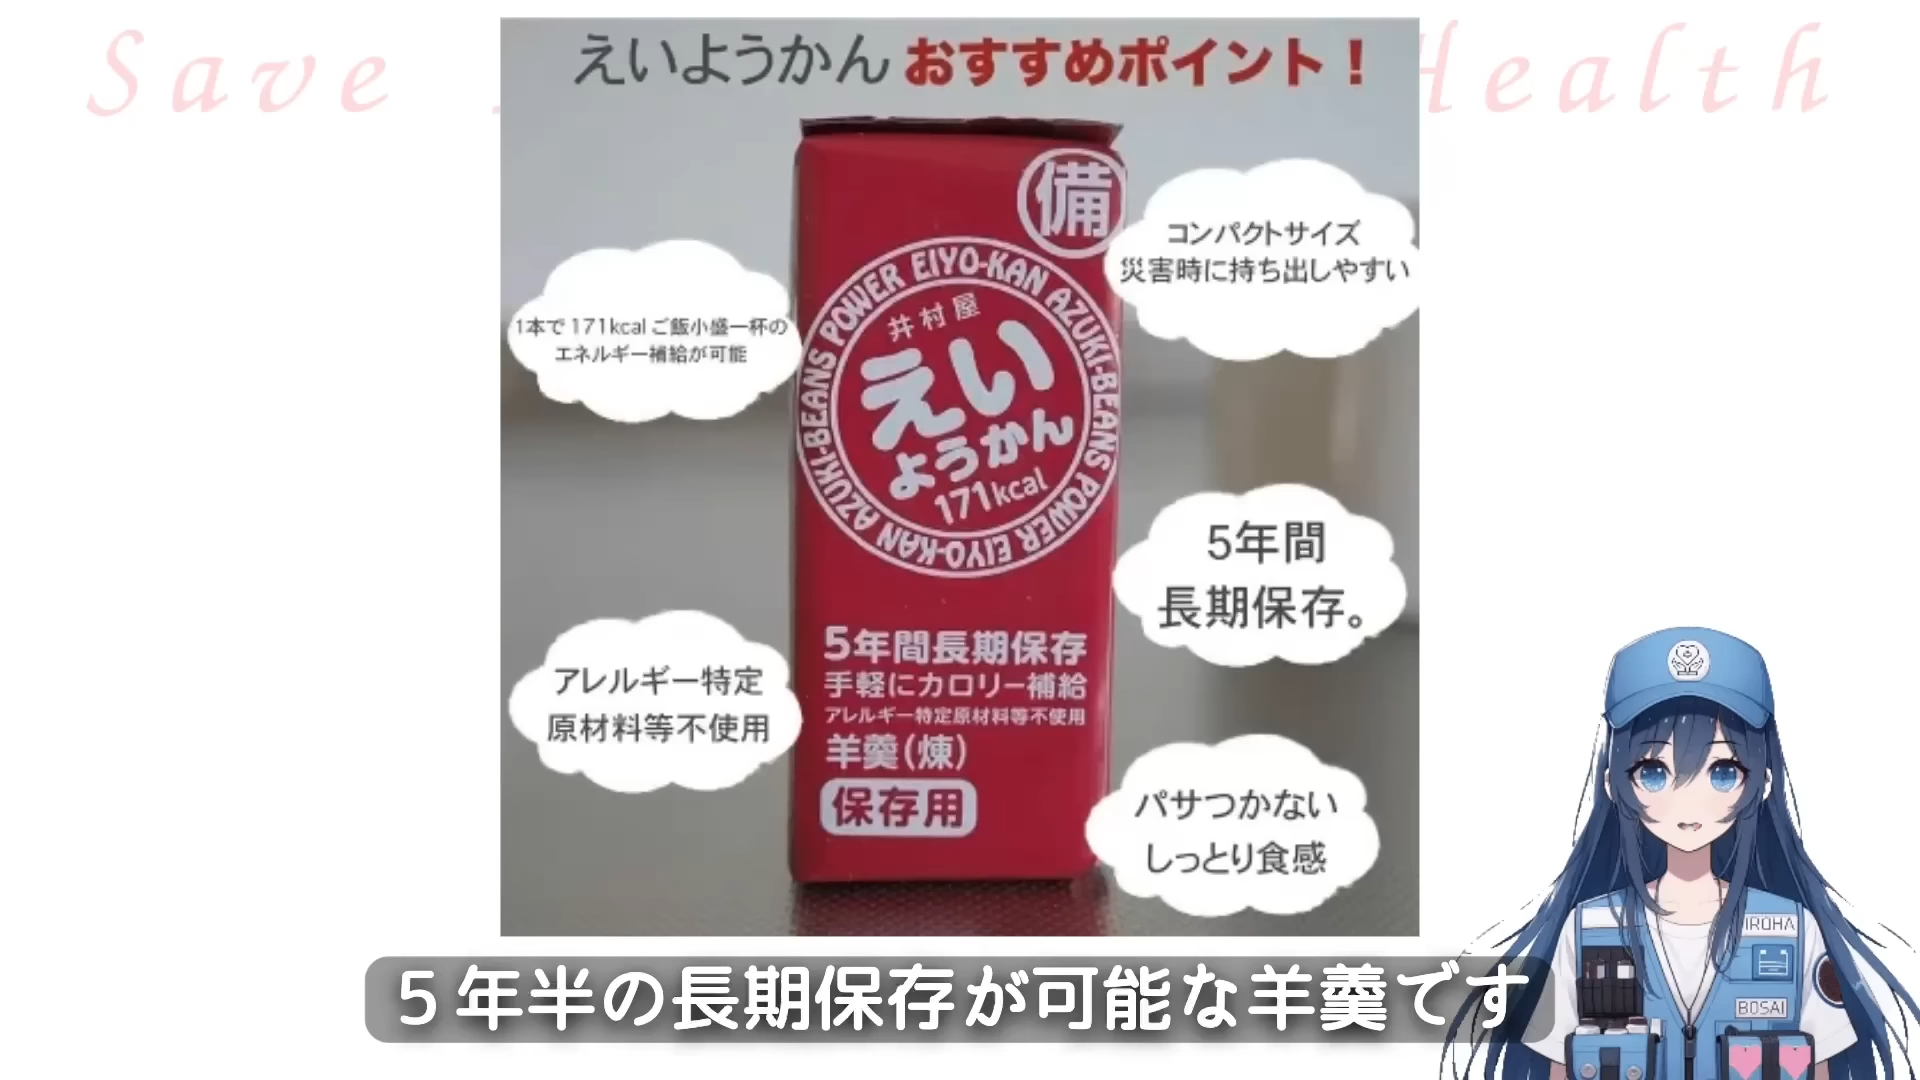 Save
Health
えいようかん おすすめポイント！
備
コンパクトサイズ
災害時に持ち出しやすい
1本で171kcalご飯小盛一杯の
エネルギー補給が可能
AZUKI-BEANS POWER EIYO-KAN AZUKI-BEANS POWER EIYO-KAN
井村屋
えい
ようかん
171kcal
5年間
長期保存。
5年間長期保存
手軽にカロリー補給
アレルギー特定原材料等不使用
羊羹(煉)
保存用
アレルギー特定
原材料等不使用
パサつかない
しっとり食感
IROHA
BOSAI
５年半の長期保存が可能な羊羹です